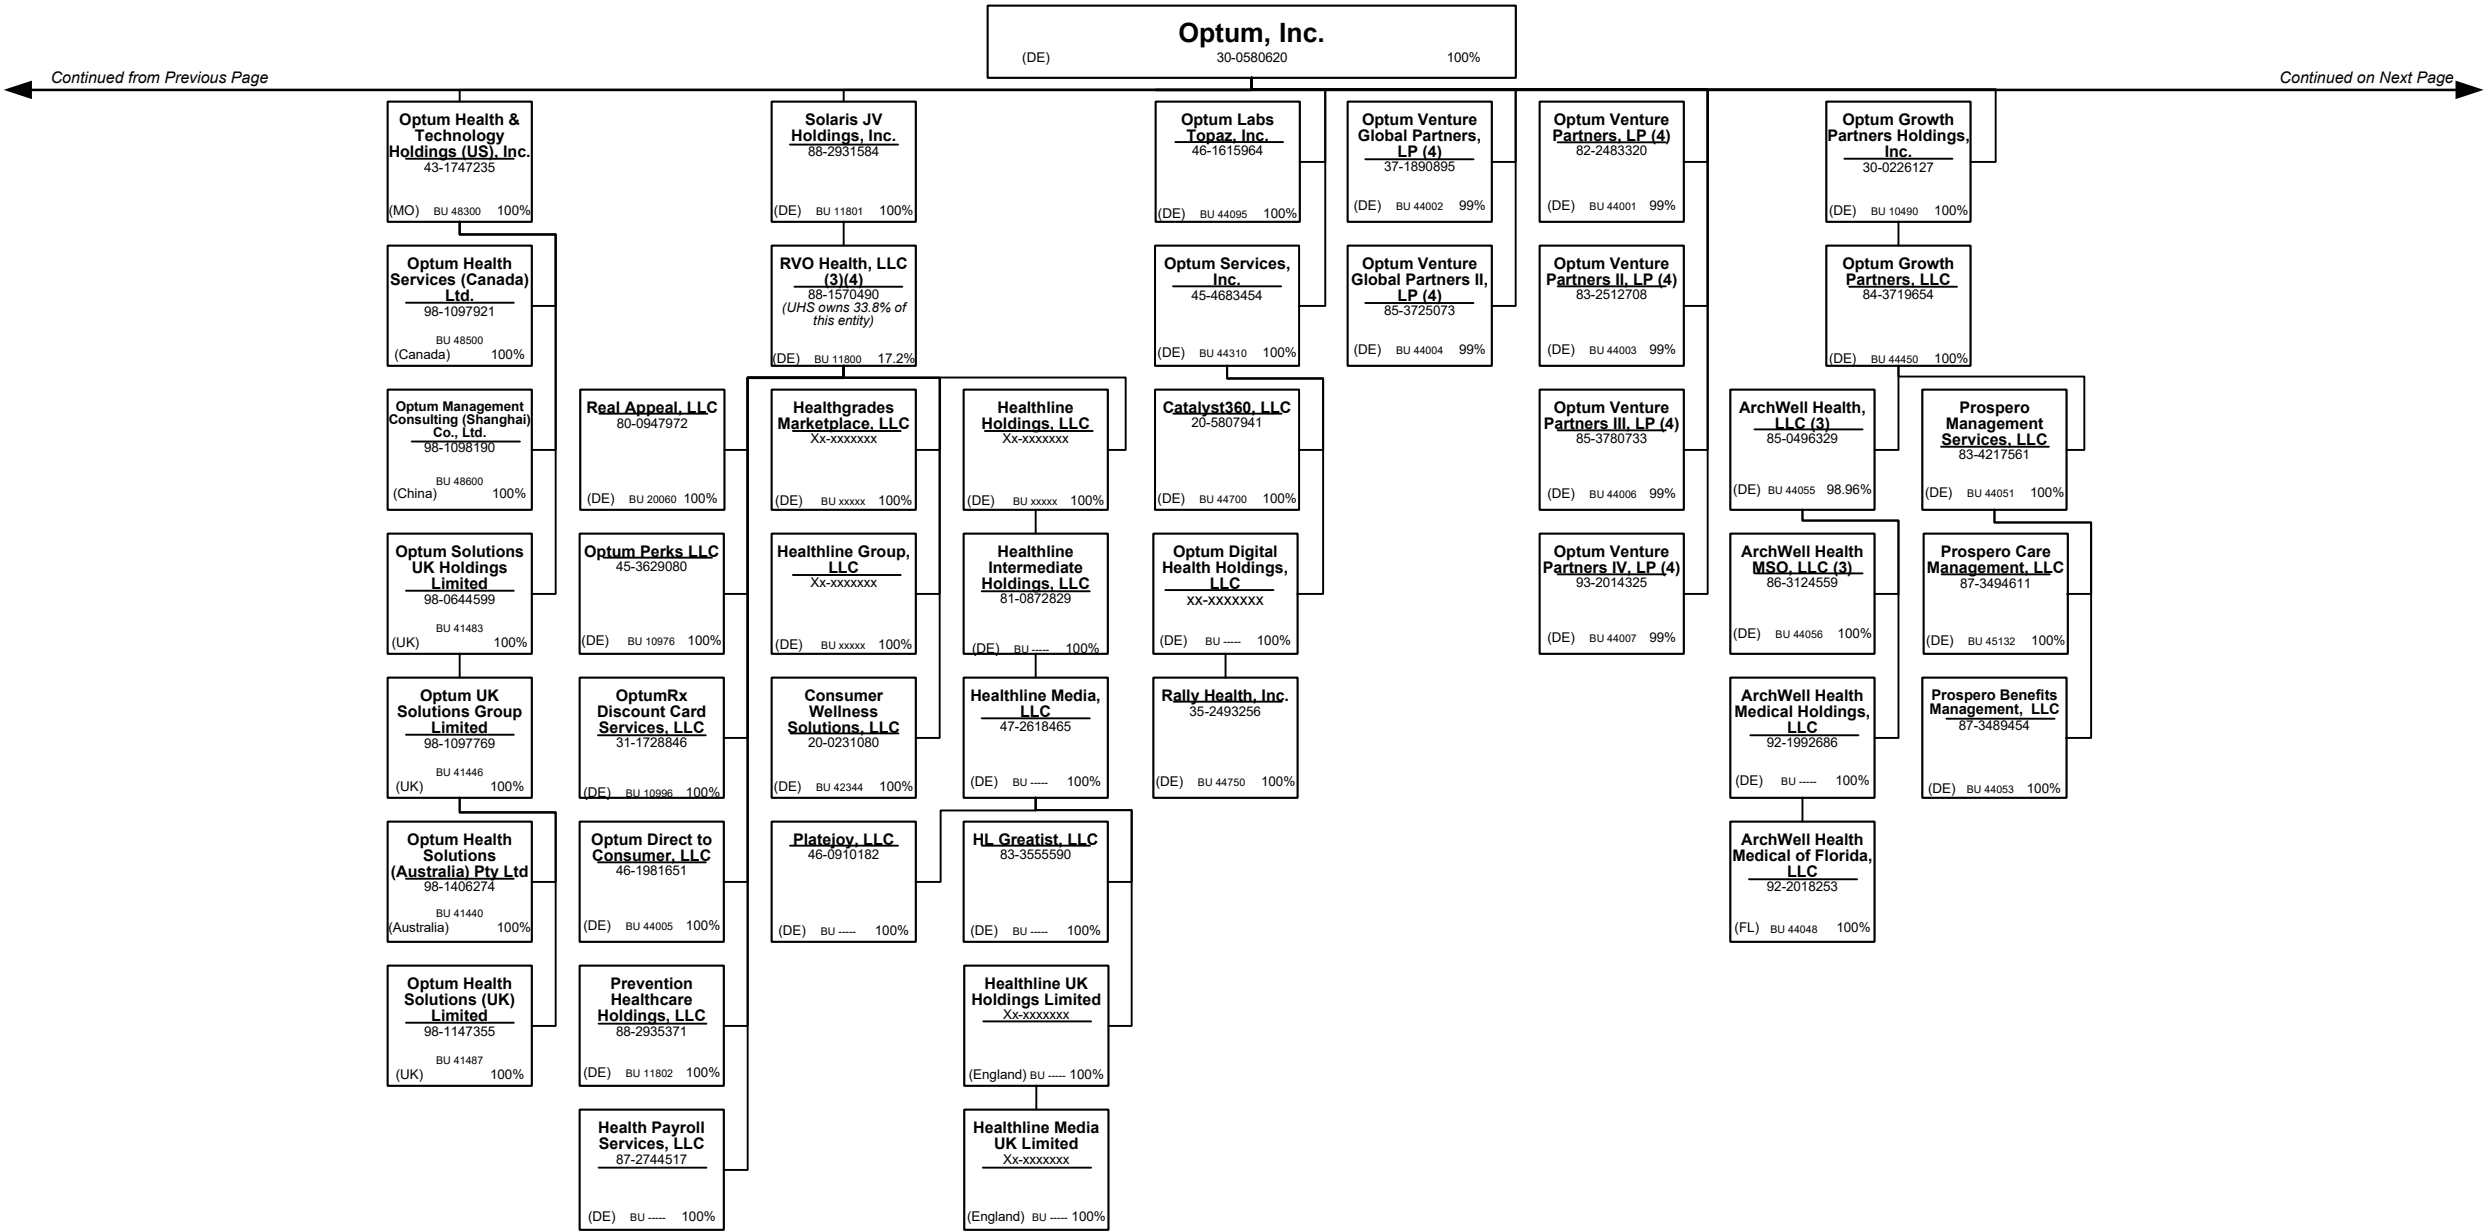 Optum, Inc.
(DE) 30-0580620 100%
Continued from Previous Page
Continued on Next Page
Optum Health &
Technology
Holdings (US), Inc.
43-1747235
(MO) BU 48300 100%
Solaris JV
Holdings, Inc.
88-2931584
(DE) BU 11801 100%
Optum Labs
Topaz, Inc.
46-1615964
(DE) BU 44095 100%
Optum Venture
Global Partners,
LP (4)
37-1890895
(DE) BU 44002 99%
Optum Venture
Partners, LP (4)
82-2483320
(DE) BU 44001 99%
Optum Growth
Partners Holdings,
Inc.
30-0226127
(DE) BU 10490 100%
Optum Health
Services (Canada)
Ltd.
98-1097921
BU 48500
(Canada) 100%
RVO Health, LLC
(3)(4)
88-1570490
(UHS owns 33.8% of
this entity)
(DE) BU 11800 17.2%
Optum Services,
Inc.
45-4683454
(DE) BU 44310 100%
Optum Venture
Global Partners II,
LP (4)
85-3725073
(DE) BU 44004 99%
Optum Venture
Partners II, LP (4)
83-2512708
(DE) BU 44003 99%
Optum Growth
Partners, LLC
84-3719654
(DE) BU 44450 100%
Optum Management
Consulting (Shanghai)
Co., Ltd.
98-1098190
BU 48600
(China) 100%
Real Appeal, LLC
80-0947972
(DE) BU 20060 100%
Healthgrades
Marketplace, LLC
Xx-xxxxxxx
(DE) BU xxxxx 100%
Healthline
Holdings, LLC
Xx-xxxxxxx
(DE) BU xxxxx 100%
Catalyst360, LLC
20-5807941
(DE) BU 44700 100%
Optum Venture
Partners III, LP (4)
85-3780733
(DE) BU 44006 99%
ArchWell Health,
LLC (3)
85-0496329
(DE) BU 44055 98.96%
Prospero
Management
Services, LLC
83-4217561
(DE) BU 44051 100%
Optum Solutions
UK Holdings
Limited
98-0644599
BU 41483
(UK) 100%
Optum Perks LLC
45-3629080
(DE) BU 10976 100%
Healthline Group,
LLC
Xx-xxxxxxx
(DE) BU xxxxx 100%
Healthline
Intermediate
Holdings, LLC
81-0872829
(DE) BU ----- 100%
Optum Digital
Health Holdings,
LLC
xx-xxxxxxx
(DE) BU ----- 100%
Optum Venture
Partners IV, LP (4)
93-2014325
(DE) BU 44007 99%
ArchWell Health
MSO, LLC (3)
86-3124559
(DE) BU 44056 100%
Prospero Care
Management, LLC
87-3494611
(DE) BU 45132 100%
Optum UK
Solutions Group
Limited
98-1097769
BU 41446
(UK) 100%
OptumRx
Discount Card
Services, LLC
31-1728846
(DE) BU 10996 100%
Consumer
Wellness
Solutions, LLC
20-0231080
(DE) BU 42344 100%
Healthline Media,
LLC
47-2618465
(DE) BU ----- 100%
Rally Health, Inc.
35-2493256
(DE) BU 44750 100%
ArchWell Health
Medical Holdings,
LLC
92-1992686
(DE) BU ----- 100%
Prospero Benefits
Management, LLC
87-3489454
(DE) BU 44053 100%
Optum Health
Solutions
(Australia) Pty Ltd
98-1406274
BU 41440
(Australia) 100%
Optum Direct to
Consumer, LLC
46-1981651
(DE) BU 44005 100%
Platejoy, LLC
46-0910182
(DE) BU ----- 100%
HL Greatist, LLC
83-3555590
(DE) BU ----- 100%
ArchWell Health
Medical of Florida,
LLC
92-2018253
(FL) BU 44048 100%
Optum Health
Solutions (UK)
Limited
98-1147355
BU 41487
(UK) 100%
Prevention
Healthcare
Holdings, LLC
88-2935371
(DE) BU 11802 100%
Healthline UK
Holdings Limited
Xx-xxxxxxx
(England) BU ----- 100%
Health Payroll
Services, LLC
87-2744517
(DE) BU ----- 100%
Healthline Media
UK Limited
Xx-xxxxxxx
(England) BU ----- 100%